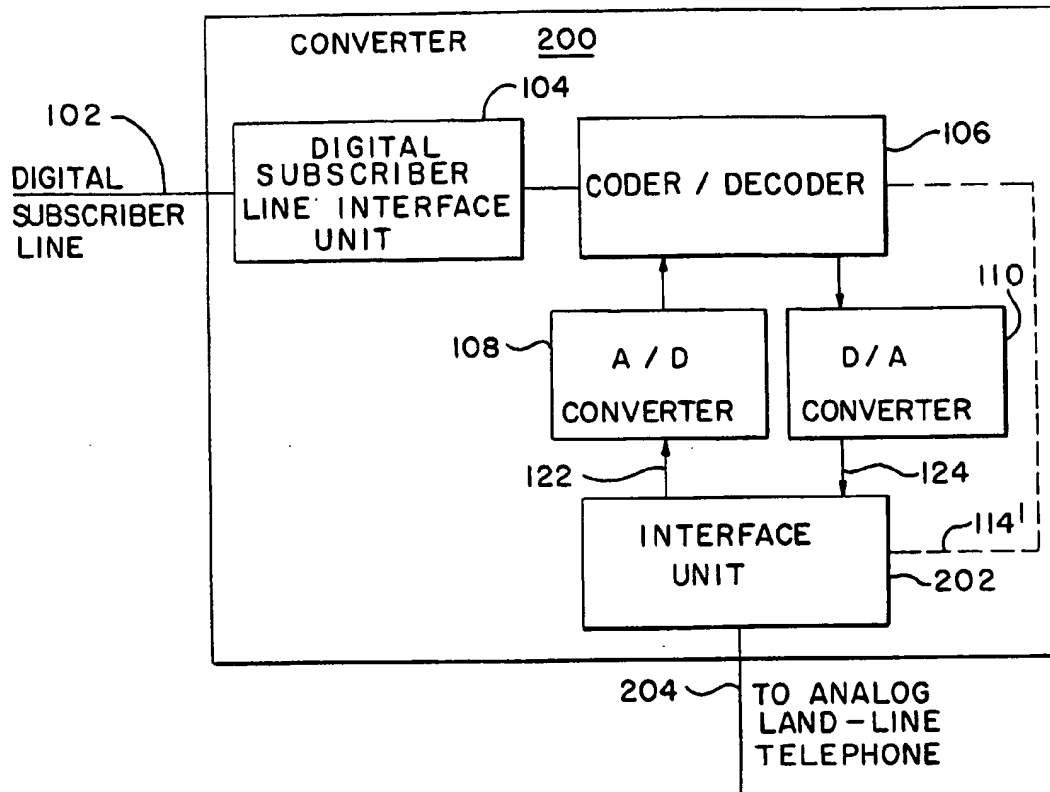 CONVERTER 200
104
102
106
DIGITAL
SUBSCRIBER
LINE INTERFACE
UNIT
CODER / DECODER
DIGITAL
SUBSCRIBER
LINE
110
108
A / D
CONVERTER
D/A
CONVERTER
122
124
INTERFACE
UNIT
114'
202
204
TO ANALOG
LAND-LINE
TELEPHONE